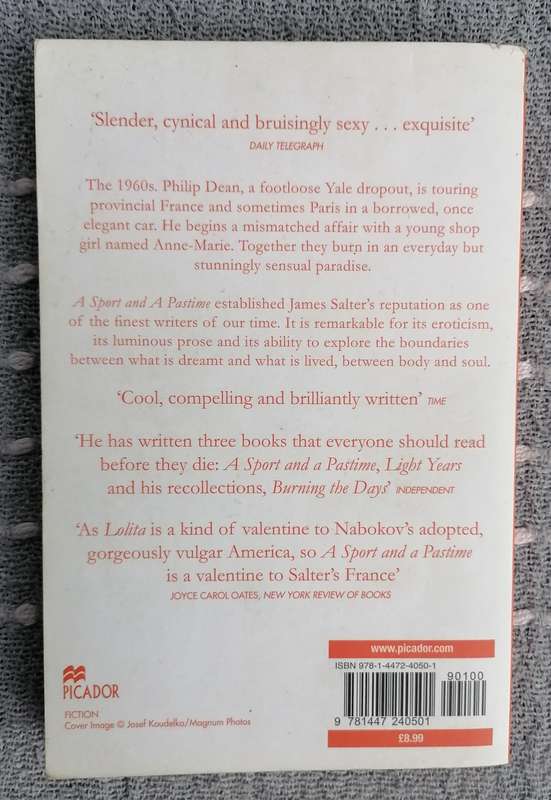 ‘Slender, cynical and bruisingly sexy . . . exquisite’
DAILY TELEGRAPH
The 1960s. Philip Dean, a footloose Yale dropout, is touring
provincial France and sometimes Paris in a borrowed, once
elegant car. He begins a mismatched affair with a young shop
girl named Anne-Marie. Together they burn in an everyday but
stunningly sensual paradise.
A Sport and A Pastime established James Salter’s reputation as one
of the finest writers of our time. It is remarkable for its eroticism,
its luminous prose and its ability to explore the boundaries
between what is dreamt and what is lived, between body and soul.
‘Cool, compelling and brilliantly written’ TIME
‘He has written three books that everyone should read
before they die: A Sport and a Pastime, Light Years
and his recollections, Burning the Days’ INDEPENDENT
‘As Lolita is a kind of valentine to Nabokov’s adopted,
gorgeously vulgar America, so A Sport and a Pastime
is a valentine to Salter’s France’
JOYCE CAROL OATES, NEW YORK REVIEW OF BOOKS
www.picador.com
ISBN 978-1-4472-4050-1
90100
9 781447 240501
£8.99
PICADOR
FICTION
Cover Image © Josef Koudelka/Magnum Photos